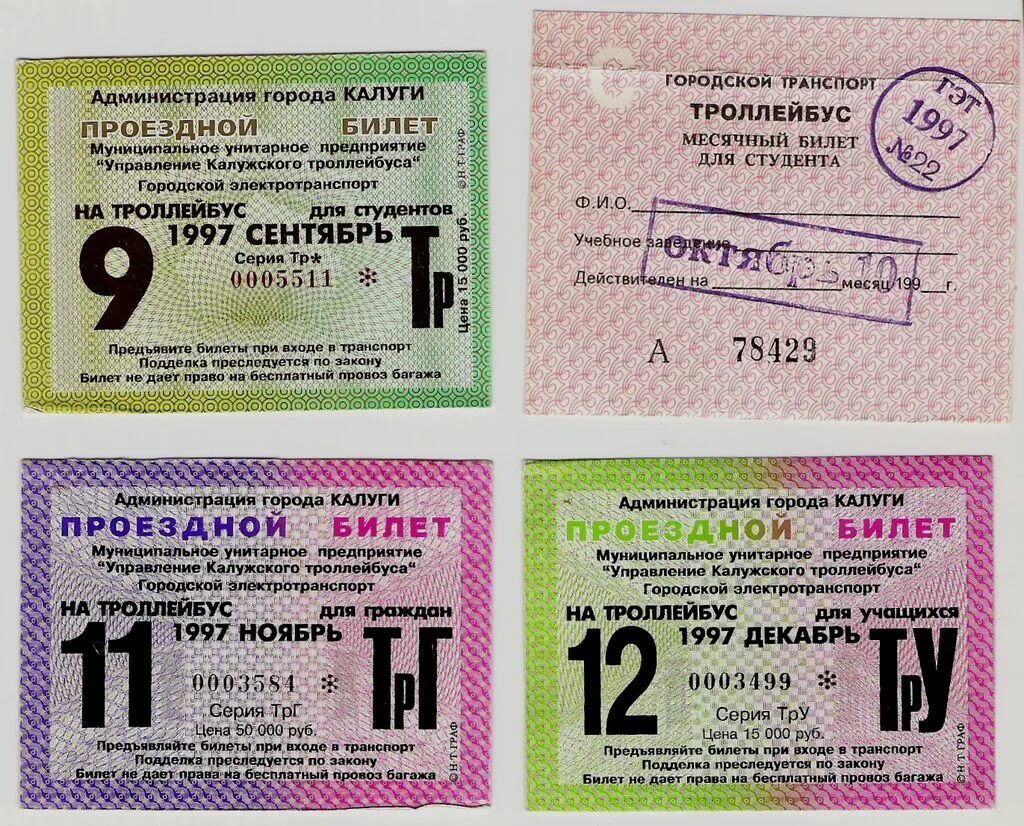 Администрация города КАЛУГИ
ПРОЕЗДНОЙ БИЛЕТ
Муниципальное унитарное предприятие
"Управление Калужского троллейбуса"
Городской электротранспорт
НА ТРОЛЛЕЙБУС для студентов
9 1997 СЕНТЯБРЬ Тр
Серия Тр*
0005511 *
Цена 15 000 руб.
© Н·Т·ГРАФ
Предъявите билеты при входе в транспорт
Подделка преследуется по закону
Билет не дает право на бесплатный провоз багажа
ГОРОДСКОЙ ТРАНСПОРТ
ТРОЛЛЕЙБУС
МЕСЯЧНЫЙ БИЛЕТ
ДЛЯ СТУДЕНТА
ГЭТ
1997
№22
Ф.И.О.
Учебное заведение
ОКТЯбрь 10
Действителен на месяц 199 г.
А 78429
Администрация города КАЛУГИ
ПРОЕЗДНОЙ БИЛЕТ
Муниципальное унитарное предприятие
"Управление Калужского троллейбуса"
Городской электротранспорт
НА ТРОЛЛЕЙБУС для граждан
11 1997 НОЯБРЬ ТрГ
0003584 *
Серия ТрГ
Цена 50 000 руб.
Предъявляйте билеты при входе в транспорт
Подделка преследуется по закону
Билет не дает права на бесплатный провоз багажа
© Н·Т·ГРАФ
Администрация города КАЛУГИ
ПРОЕЗДНОЙ БИЛЕТ
Муниципальное унитарное предприятие
"Управление Калужского троллейбуса"
Городской электротранспорт
НА ТРОЛЛЕЙБУС для учащихся
12 1997 ДЕКАБРЬ ТрУ
0003499 *
Серия ТрУ
Цена 15 000 руб.
Предъявляйте билеты при входе в транспорт
Подделка преследуется по закону
Билет не дает права на бесплатный провоз багажа
© Н·Т·ГРАФ